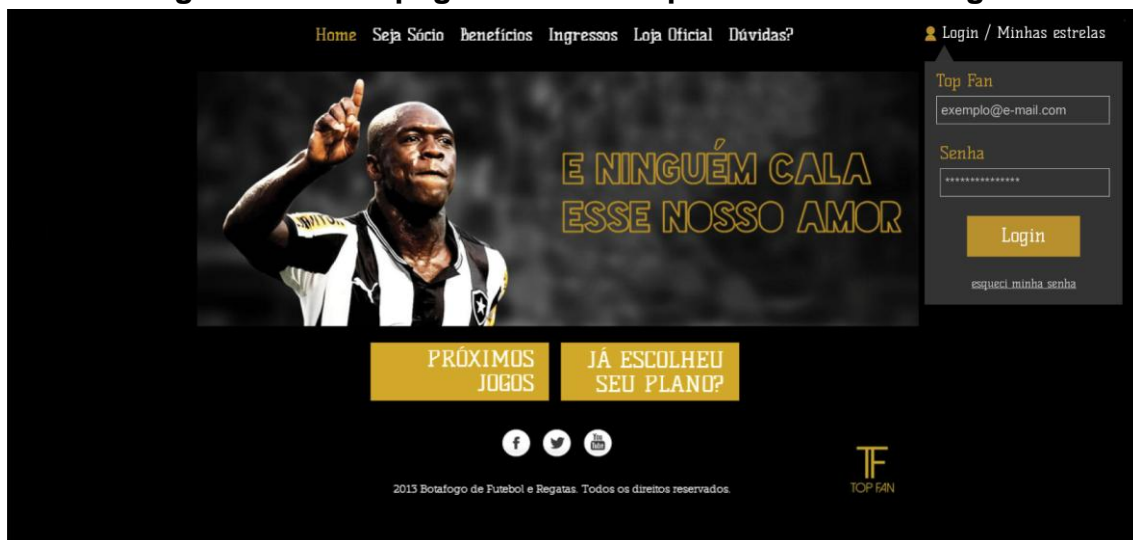 Home Seja Sócio Benefícios Ingressos Loja Oficial Dúvidas?
Login / Minhas estrelas
Top Fan
exemplo@e-mail.com
Senha
***************
Login
esqueci minha senha
E NINGUÉM CALA
ESSE NOSSO AMOR
PRÓXIMOS
JOGOS
JÁ ESCOLHEU
SEU PLANO?
You
Tube
TF
TOP FAN
2013 Botafogo de Futebol e Regatas. Todos os direitos reservados.